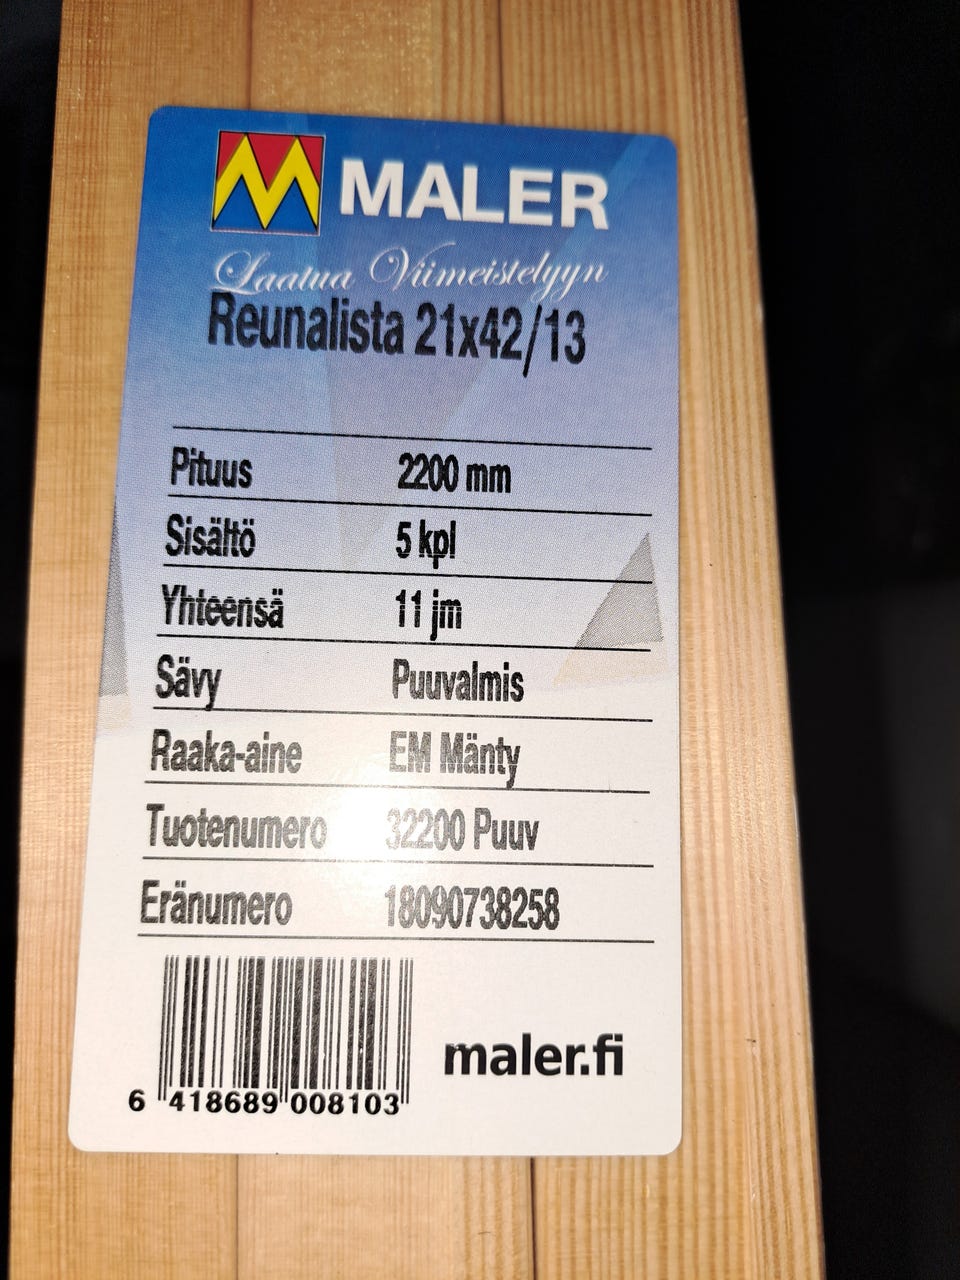 MALER
Laatua Viimeistelyyn
Reunalista 21x42/13
Pituus 2200 mm
Sisältö 5 kpl
Yhteensä 11 jm
Sävy Puuvalmis
Raaka-aine EM Mänty
Tuotenumero 32200 Puuv
Eränumero 18090738258
maler.fi
6 418689 008103